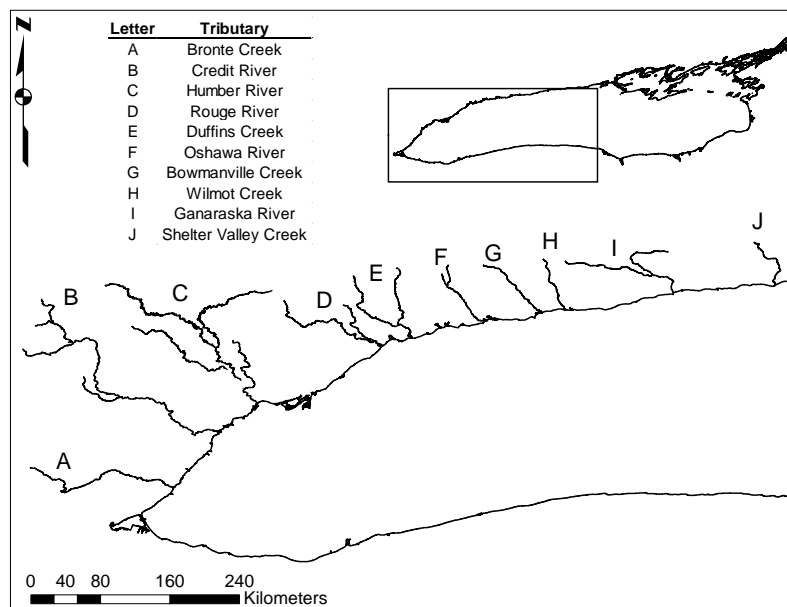 N
Letter Tributary
A Bronte Creek
B Credit River
C Humber River
D Rouge River
E Duffins Creek
F Oshawa River
G Bowmanville Creek
H Wilmot Creek
I Ganaraska River
J Shelter Valley Creek
J
I
H
G
F
E
D
C
B
A
0 40 80 160 240
Kilometers